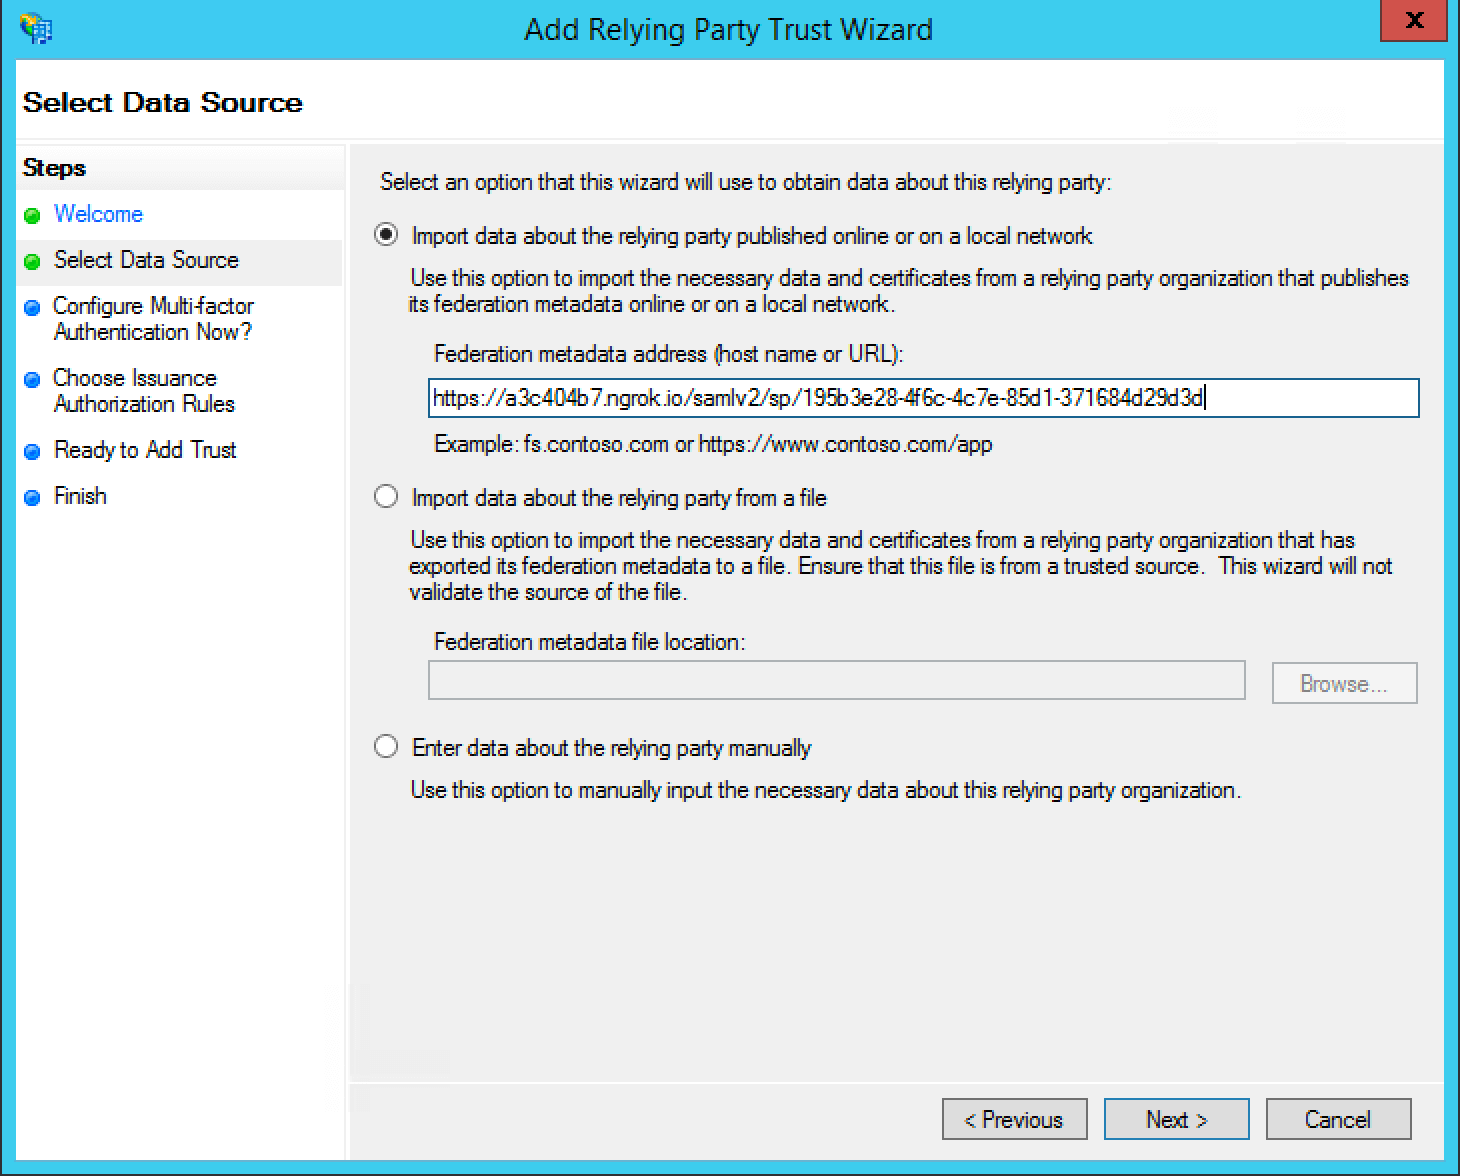 Add Relying Party Trust Wizard
x
Select Data Source
Steps
Welcome
Select Data Source
Configure Multi-factor
Authentication Now?
Choose Issuance
Authorization Rules
Ready to Add Trust
Finish
Select an option that this wizard will use to obtain data about this relying party:
Import data about the relying party published online or on a local network
Use this option to import the necessary data and certificates from a relying party organization that publishes
its federation metadata online or on a local network.
Federation metadata address (host name or URL):
https://a3c404b7.ngrok.io/samlv2/sp/195b3e28-4f6c-4c7e-85d1-371684d29d3d
Example: fs.contoso.com or https://www.contoso.com/app
Import data about the relying party from a file
Use this option to import the necessary data and certificates from a relying party organization that has
exported its federation metadata to a file. Ensure that this file is from a trusted source.  This wizard will not
validate the source of the file.
Federation metadata file location:
Browse...
Enter data about the relying party manually
Use this option to manually input the necessary data about this relying party organization.
< Previous
Next >
Cancel